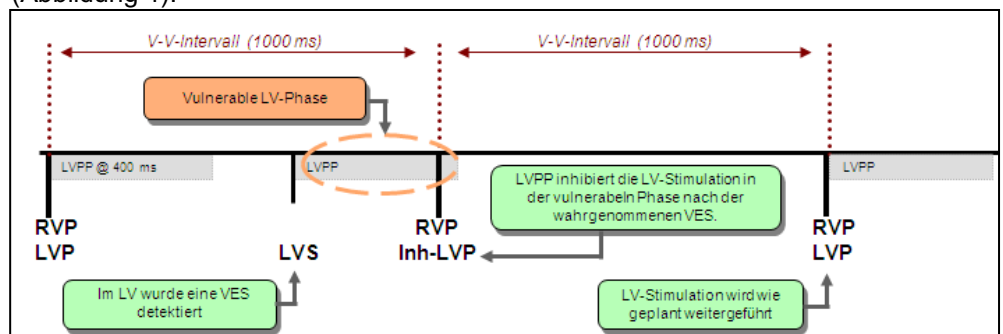 (Abbildung 1).
V-V-Intervall (1000 ms)
V-V-Intervall (1000 ms)
Vulnerable LV-Phase
LVPP @ 400 ms
LVPP
LVPP
LVPP inhibiert die LV-Stimulation in
der vulnerabeln Phase nach der
wahrgenommenen VES.
RVP
LVP
LVS
RVP
Inh-LVP
RVP
LVP
Im LV wurde eine VES
detektiert
LV-Stimulation wird wie
geplant weitergeführt